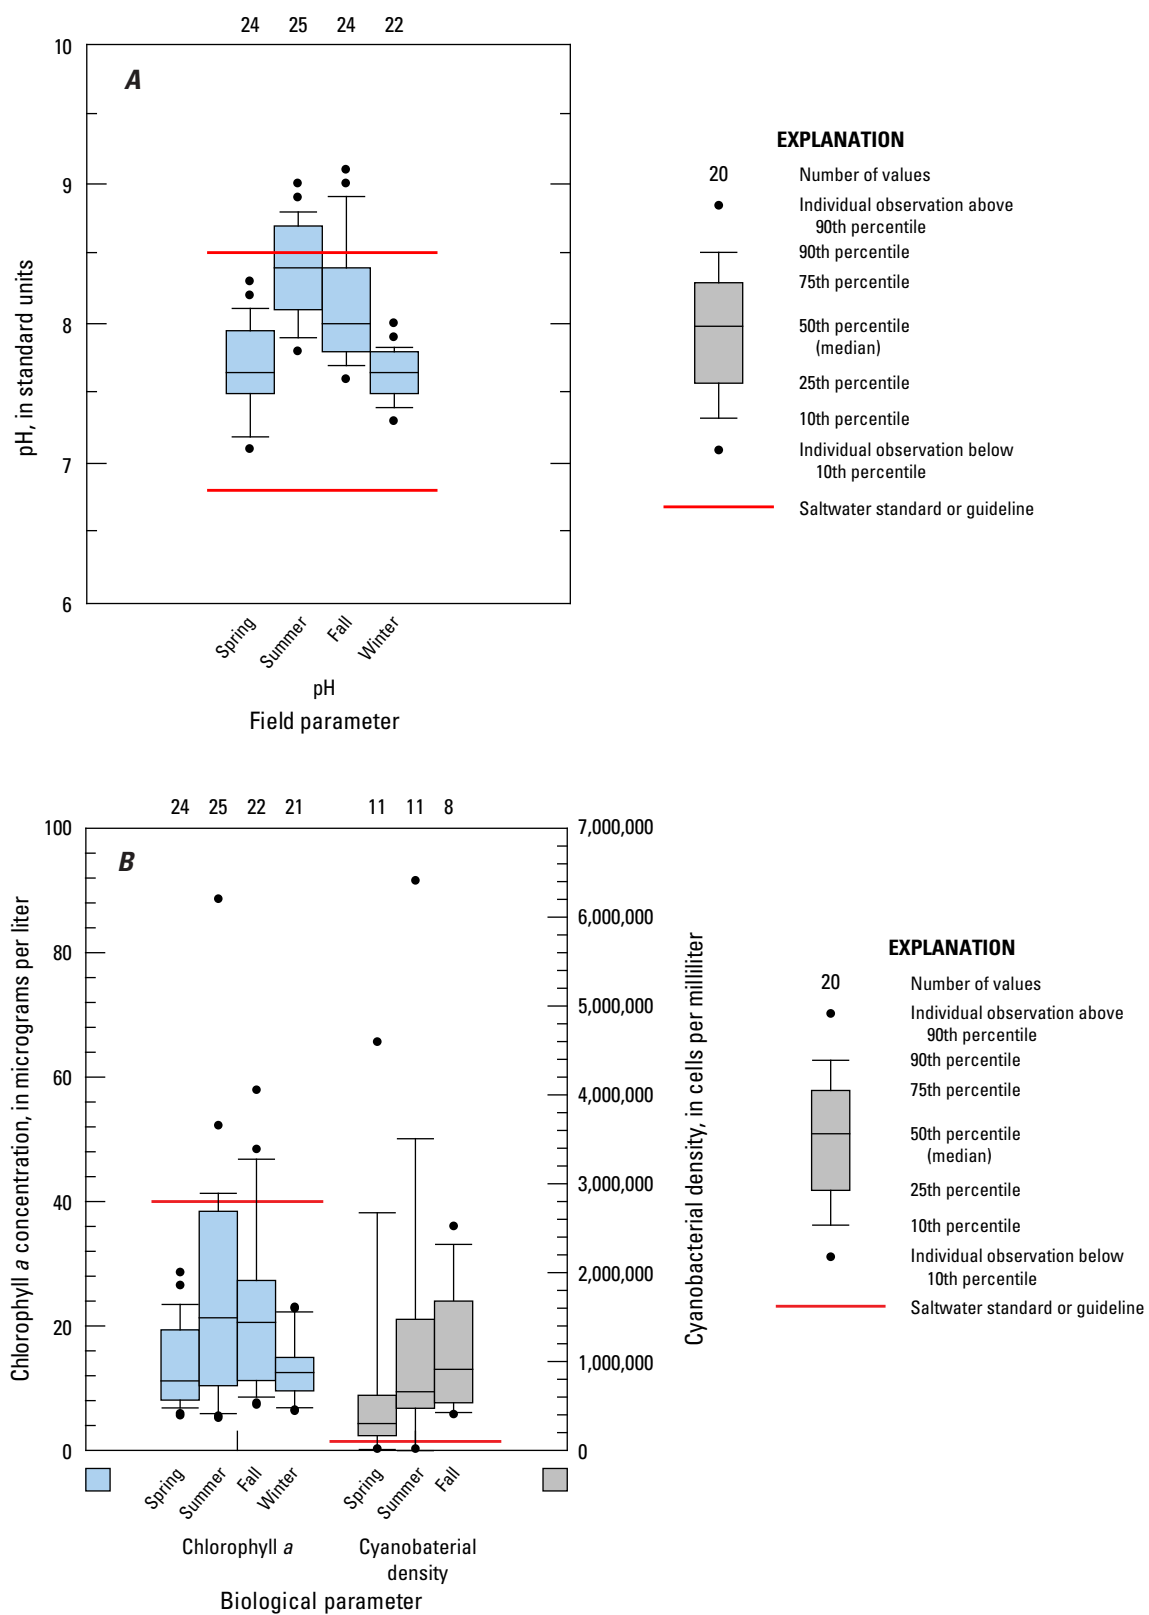 24 25 24 22
10
A
9
8
7
6
pH, in standard units
Spring Summer Fall Winter
pH
Field parameter
EXPLANATION
20 Number of values
Individual observation above
90th percentile
90th percentile
75th percentile
50th percentile
(median)
25th percentile
10th percentile
Individual observation below
10th percentile
Saltwater standard or guideline
24 25 22 21 11 11 8
100
80
60
40
20
0
B
Chlorophyll a concentration, in micrograms per liter
7,000,000
6,000,000
5,000,000
4,000,000
3,000,000
2,000,000
1,000,000
0
Cyanobacterial density, in cells per milliliter
Spring Summer Fall Winter Spring Summer Fall
Chlorophyll a
Cyanobaterial
density
Biological parameter
EXPLANATION
20 Number of values
Individual observation above
90th percentile
90th percentile
75th percentile
50th percentile
(median)
25th percentile
10th percentile
Individual observation below
10th percentile
Saltwater standard or guideline